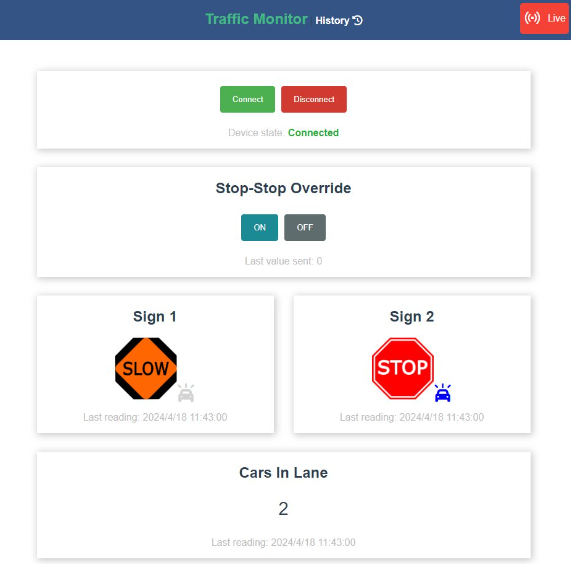 Traffic Monitor History Live
Connect Disconnect
Device state: Connected
Stop-Stop Override
ON OFF
Last value sent: 0
Sign 1
SLOW
Last reading: 2024/4/18 11:43:00
Sign 2
STOP
Last reading: 2024/4/18 11:43:00
Cars In Lane
2
Last reading: 2024/4/18 11:43:00